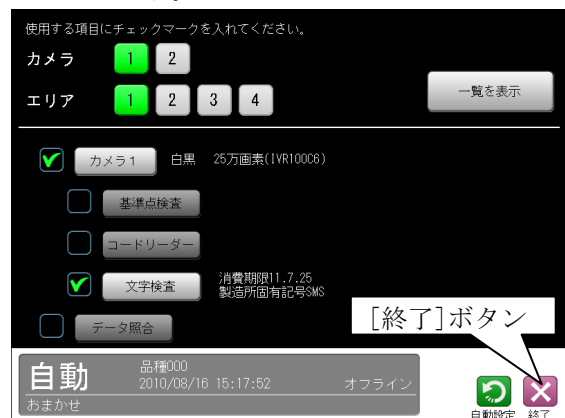 使用する項目にチェックマークを入れてください。
カメラ 1 2
エリア 1 2 3 4
一覧を表示
カメラ1 白黒 25万画素(IVR100C6)
基準点検査
コードリーダー
文字検査 消費期限11.7.25
製造所固有記号SMS
データ照合
[終了]ボタン
自動 品種000
2010/08/16 15:17:52 オフライン
おまかせ
自動設定 終了